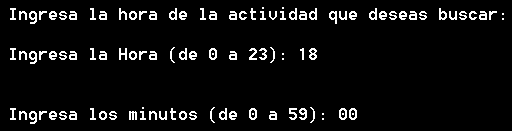 Ingresa la hora de la actividad que deseas buscar:
Ingresa la Hora (de 0 a 23): 18
Ingresa los minutos (de 0 a 59): 00